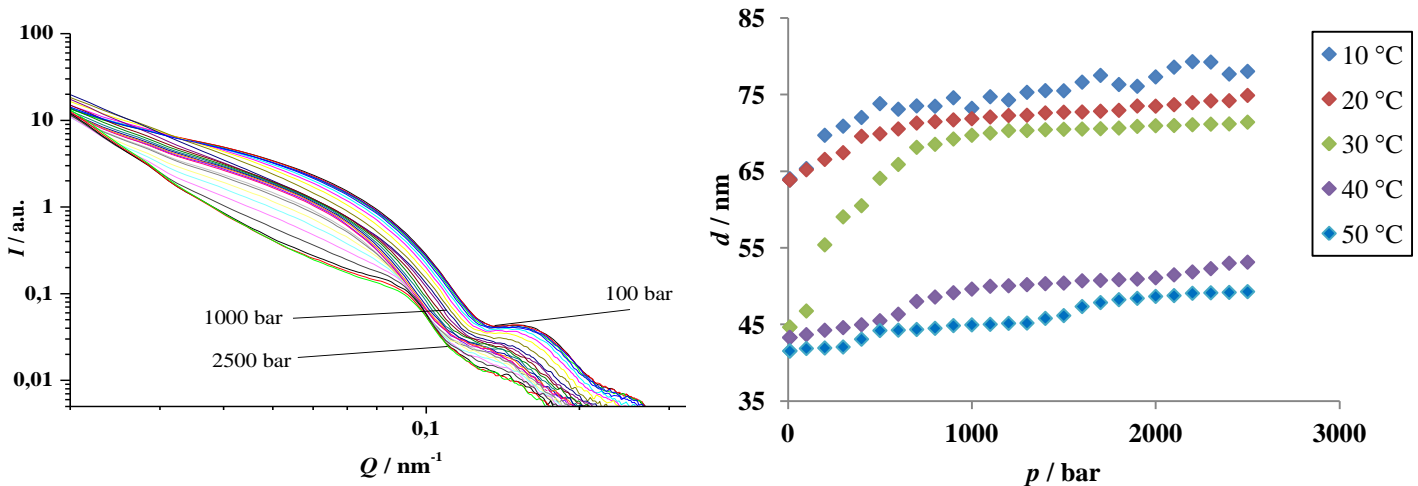 100
10
1
0,1
0,01
I / a.u.
100 bar
1000 bar
2500 bar
0,1
Q / nm⁻¹
85
75
65
55
45
35
d / nm
0
1000
2000
3000
p / bar
10 °C
20 °C
30 °C
40 °C
50 °C